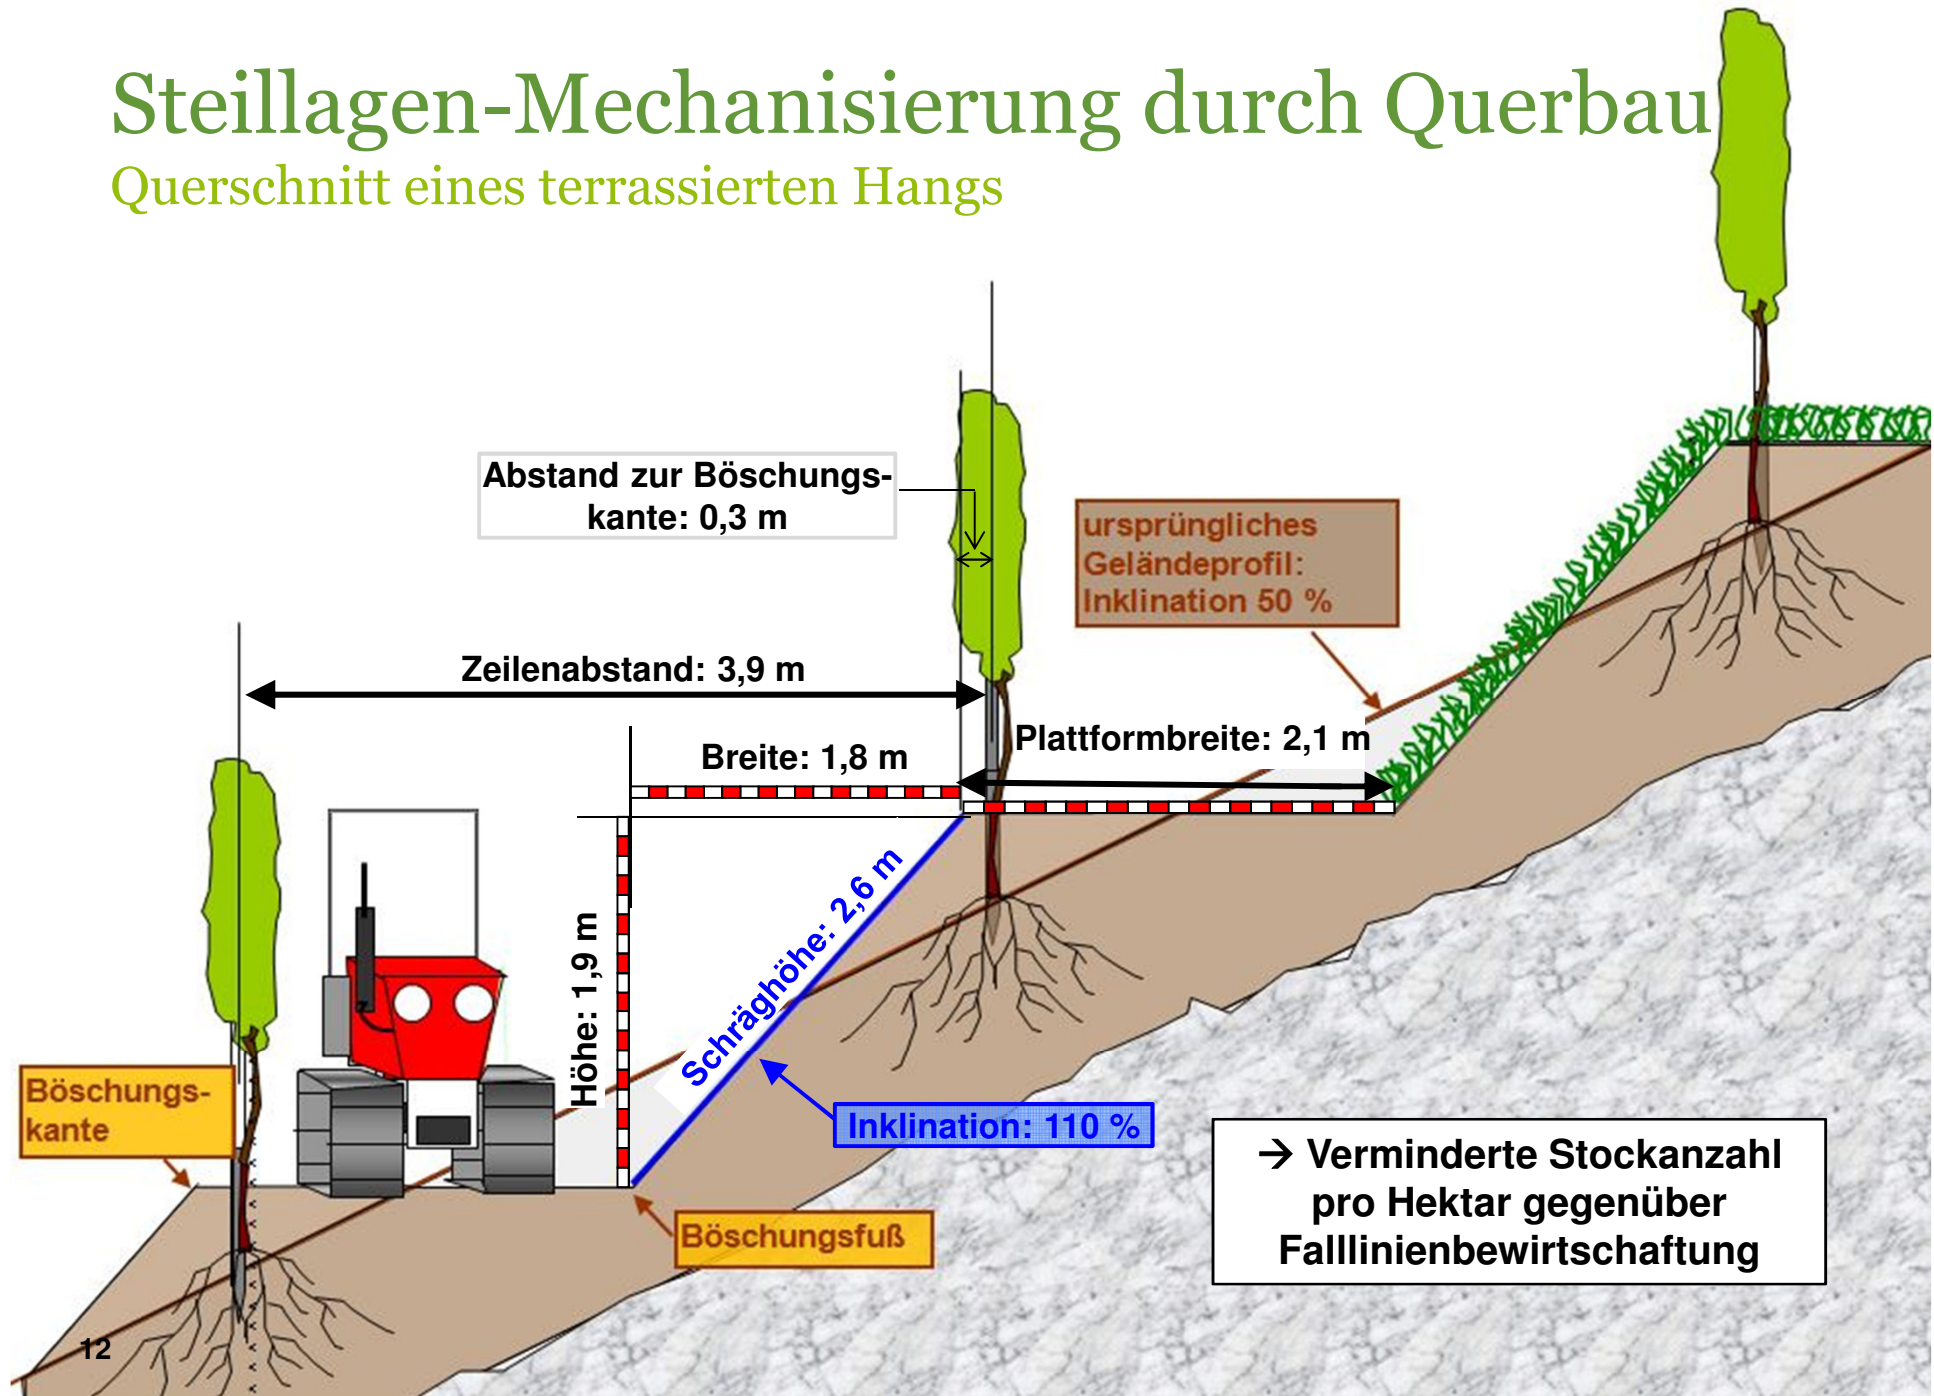 Steillagen-Mechanisierung durch Querbau
Querschnitt eines terrassierten Hangs
Abstand zur Böschungs-
kante: 0,3 m
ursprüngliches
Geländeprofil:
Inklination 50 %
Zeilenabstand: 3,9 m
Plattformbreite: 2,1 m
Breite: 1,8 m
Höhe: 1,9 m
Schräghöhe: 2,6 m
Böschungs-
kante
Inklination: 110 %
→ Verminderte Stockanzahl
pro Hektar gegenüber
Falllinienbewirtschaftung
Böschungsfuß
12